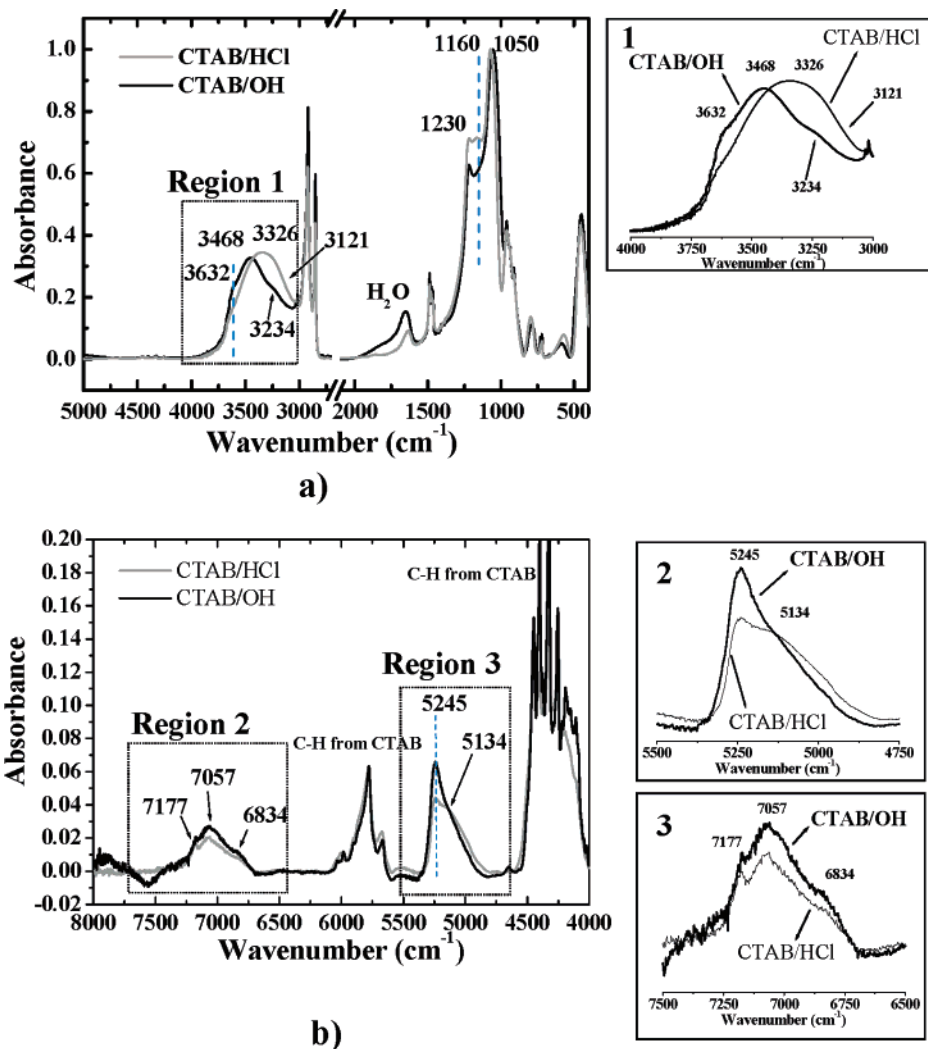 a)
1.0
0.8
0.6
0.4
0.2
0.0
Absorbance
CTAB/HCl
CTAB/OH
1160
1050
1230
Region 1
3468 3326
3121
3632
3234
H2O
5000 4500 4000 3500 3000 2000 1500 1000 500
Wavenumber (cm-1)
a)
1
CTAB/HCl
CTAB/OH
3468
3326
3632
3121
3234
4000 3750 3500 3250 3000
Wavenumber (cm-1)
b)
0.20
0.18
0.16
0.14
0.12
0.10
0.08
0.06
0.04
0.02
0.00
-0.02
Absorbance
CTAB/HCl
CTAB/OH
C-H from CTAB
Region 3
Region 2
5245
C-H from CTAB
5134
7057
7177
6834
8000 7500 7000 6500 6000 5500 5000 4500 4000
Wavenumber (cm-1)
b)
2
5245
CTAB/OH
5134
CTAB/HCl
5500 5250 5000 4750
Wavenumber (cm-1)
3
7057
CTAB/OH
7177
6834
CTAB/HCl
7500 7250 7000 6750 6500
Wavenumber (cm-1)